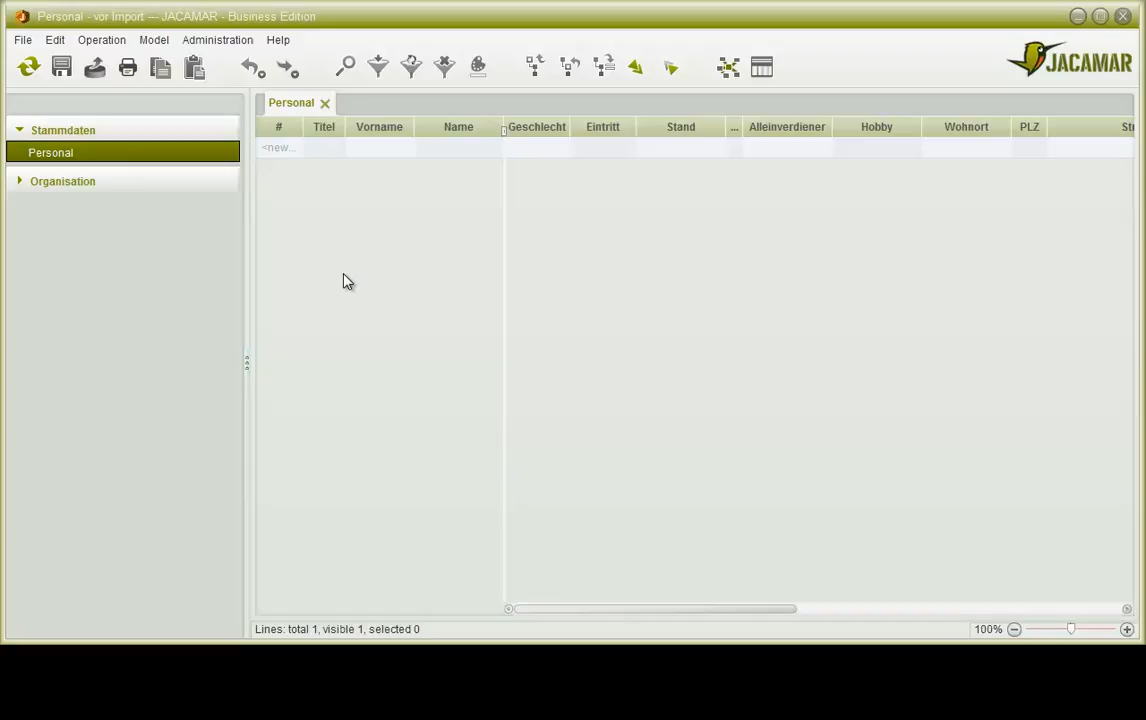 Personal - vor Import --- JACAMAR - Business Edition
File Edit Operation Model Administration Help
JACAMAR
Personal
Stammdaten
Personal
Organisation
# Titel Vorname Name Geschlecht Eintritt Stand ... Alleinverdiener Hobby Wohnort PLZ
<new...
Lines: total 1, visible 1, selected 0
100%